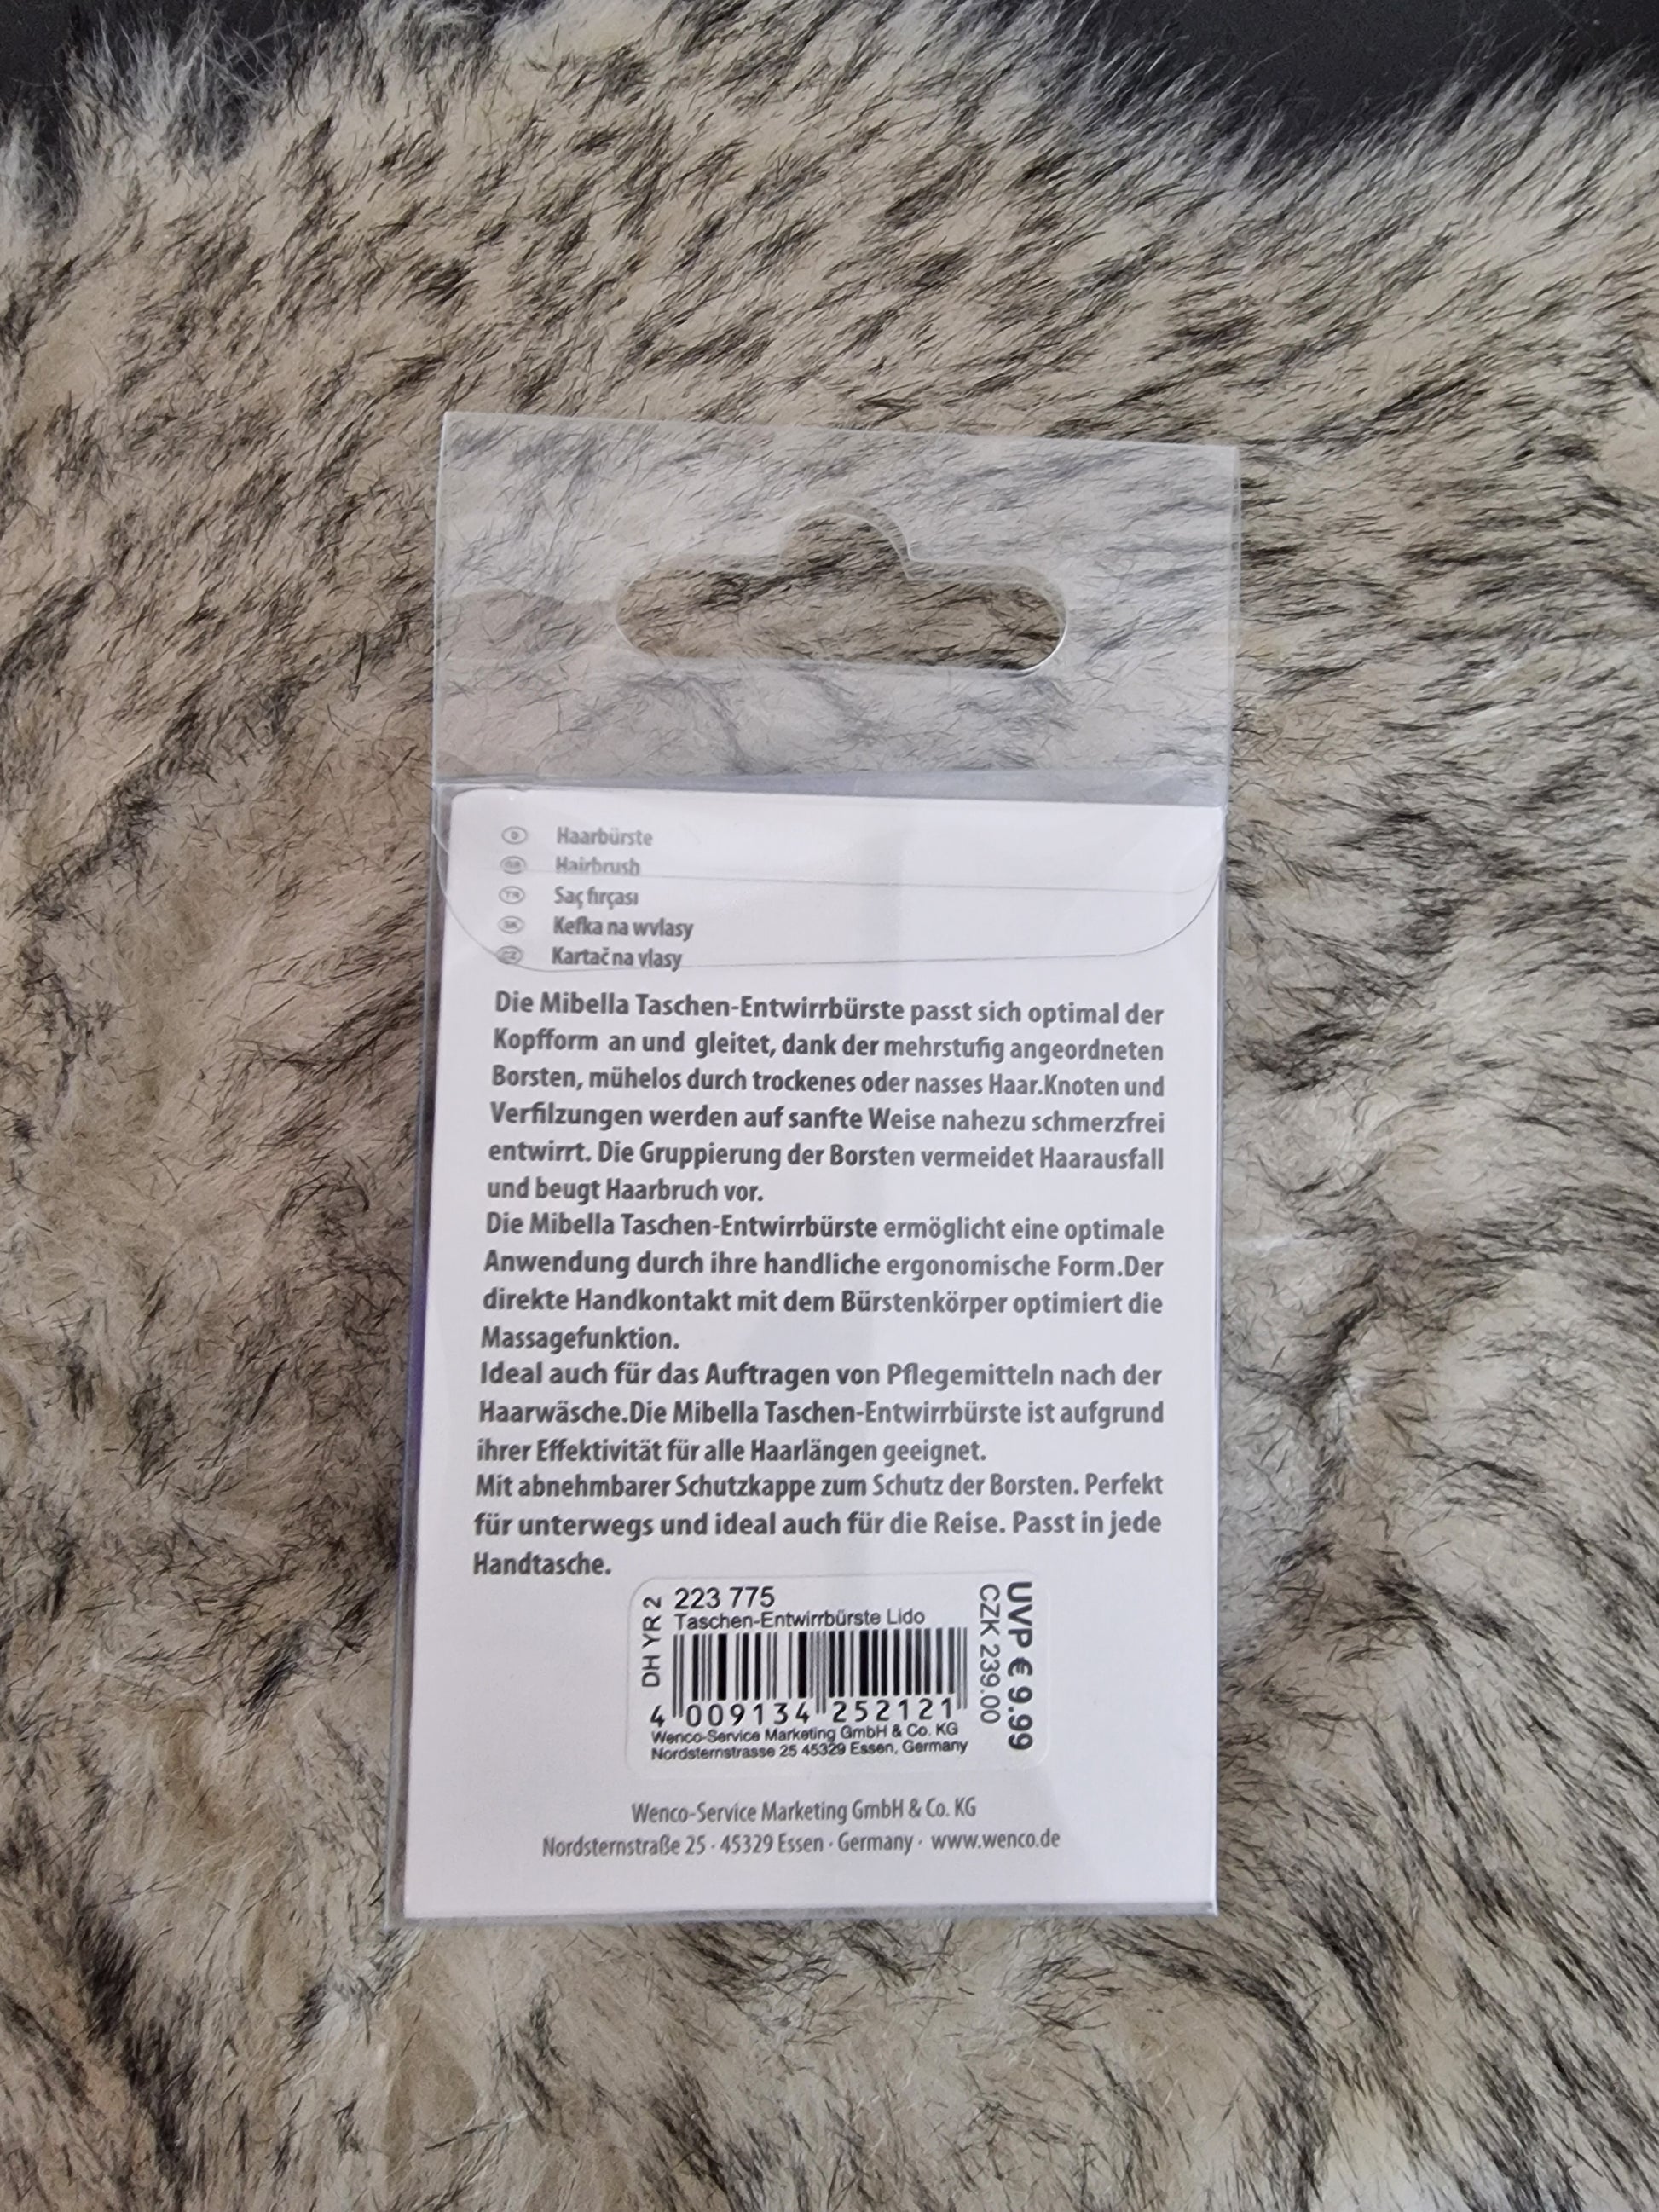 D Haarbürste
GB Hairbrush
TR Saç fırçası
SK Kefka na wvlasy
CZ Kartač na vlasy
Die Mibella Taschen-Entwirrbürste passt sich optimal der
Kopfform an und gleitet, dank der mehrstufig angeordneten
Borsten, mühelos durch trockenes oder nasses Haar.Knoten und
Verfilzungen werden auf sanfte Weise nahezu schmerzfrei
entwirrt. Die Gruppierung der Borsten vermeidet Haarausfall
und beugt Haarbruch vor.
Die Mibella Taschen-Entwirrbürste ermöglicht eine optimale
Anwendung durch ihre handliche ergonomische Form.Der
direkte Handkontakt mit dem Bürstenkörper optimiert die
Massagefunktion.
Ideal auch für das Auftragen von Pflegemitteln nach der
Haarwäsche.Die Mibella Taschen-Entwirrbürste ist aufgrund
ihrer Effektivität für alle Haarlängen geeignet.
Mit abnehmbarer Schutzkappe zum Schutz der Borsten. Perfekt
für unterwegs und ideal auch für die Reise. Passt in jede
Handtasche.
DH YR 2
223 775
Taschen-Entwirrbürste Lido
4 009134 252121
Wenco-Service Marketing GmbH & Co. KG
Nordsternstrasse 25 45329 Essen, Germany
UVP € 9.99
CZK 239.00
Wenco-Service Marketing GmbH & Co. KG
Nordsternstraße 25 · 45329 Essen · Germany · www.wenco.de